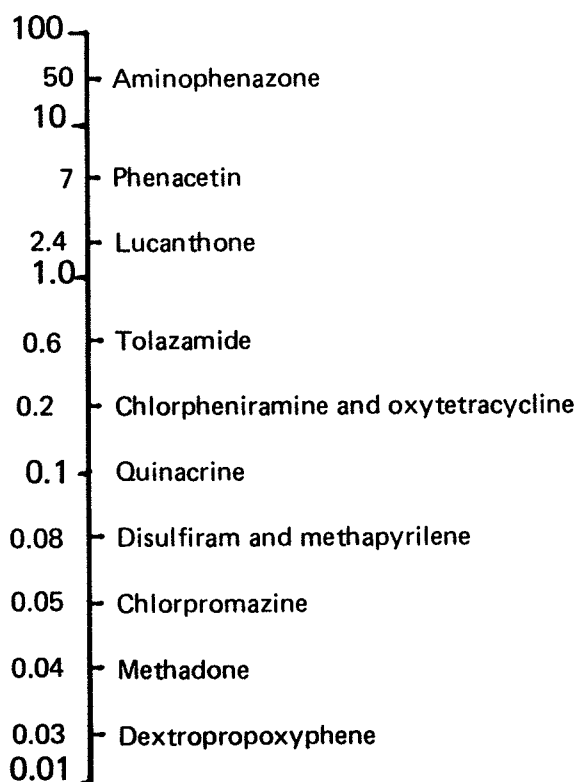 100
50 Aminophenazone
10
7 Phenacetin
2.4 Lucanthone
1.0
0.6 Tolazamide
0.2 Chlorpheniramine and oxytetracycline
0.1 Quinacrine
0.08 Disulfiram and methapyrilene
0.05 Chlorpromazine
0.04 Methadone
0.03 Dextropropoxyphene
0.01